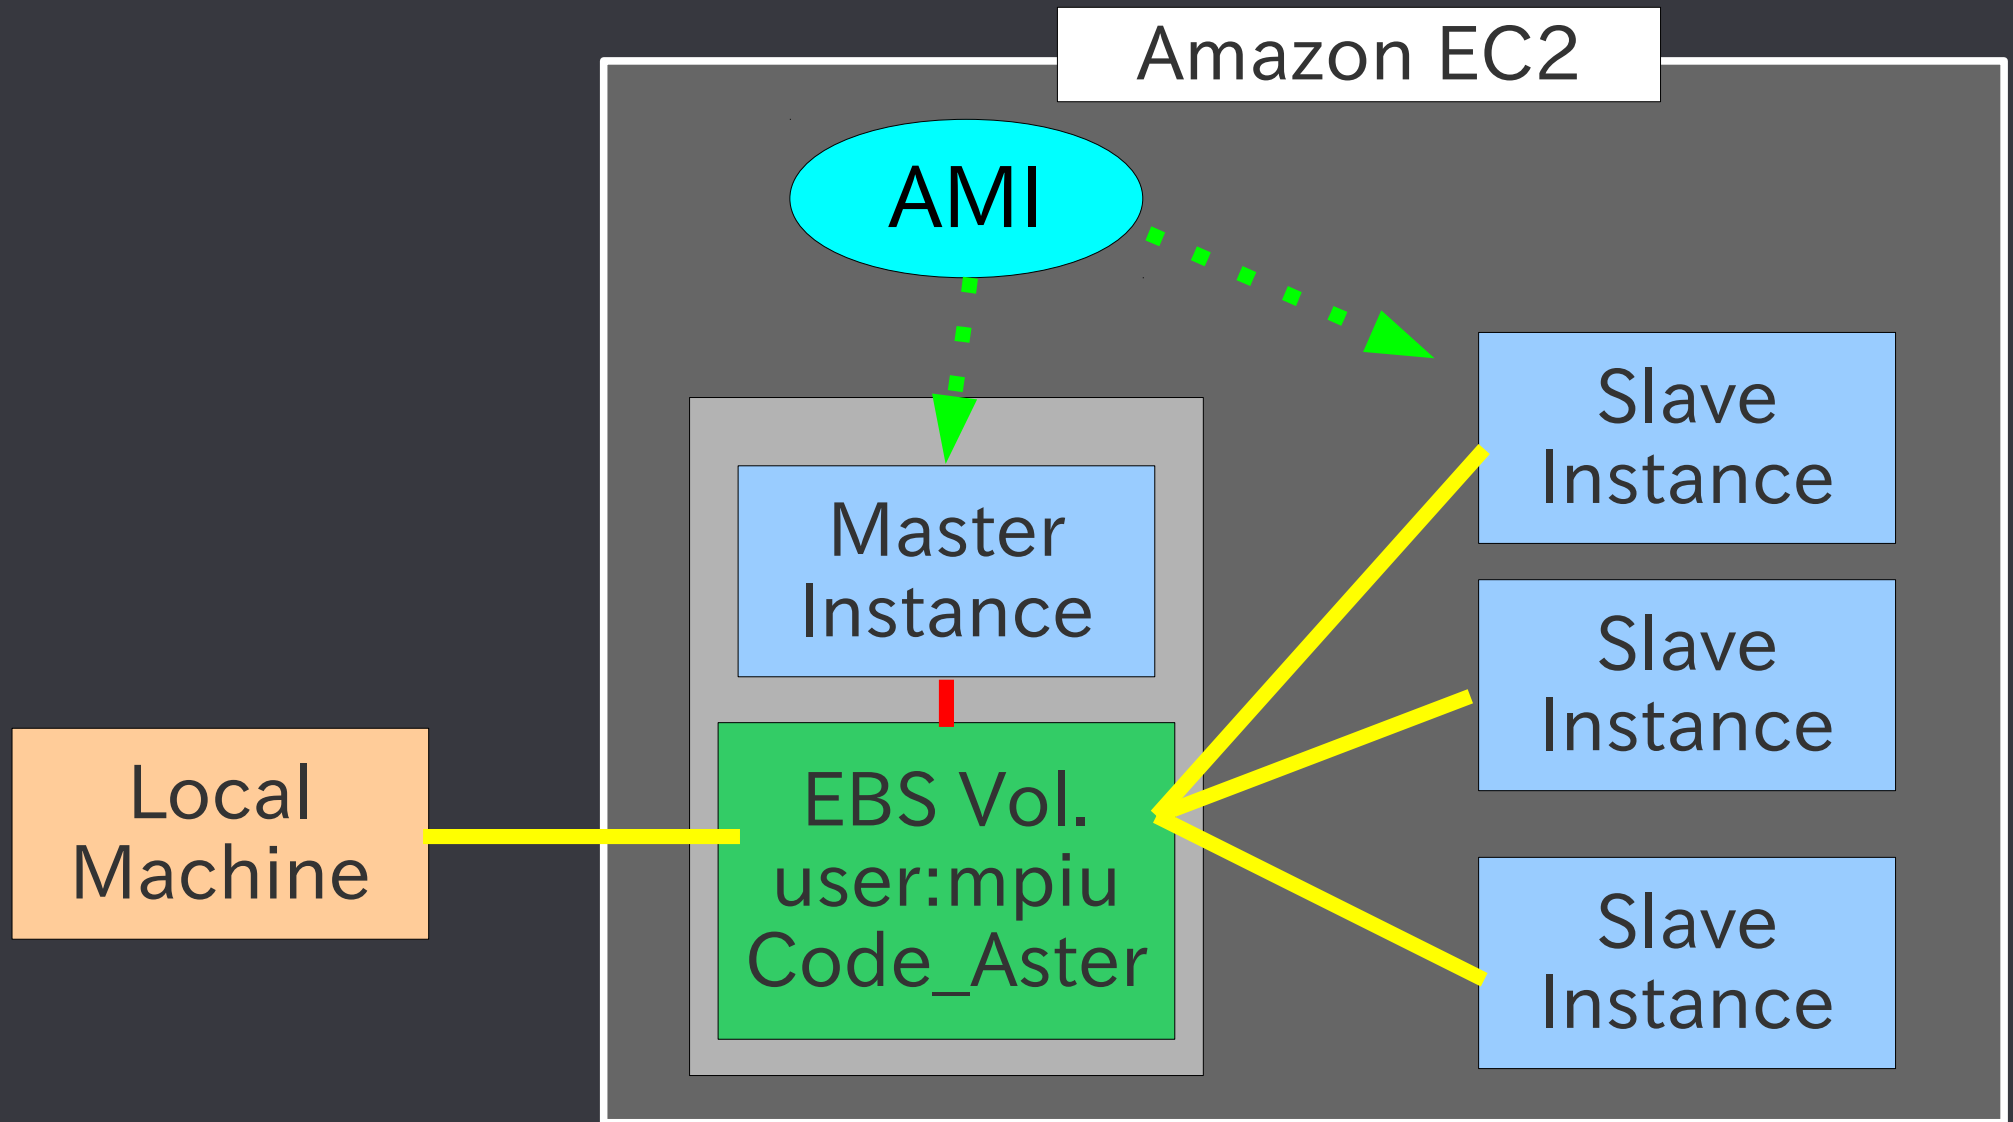 Amazon EC2
AMI
Master
Instance
EBS Vol.
user:mpiu
Code_Aster
Local
Machine
Slave
Instance
Slave
Instance
Slave
Instance